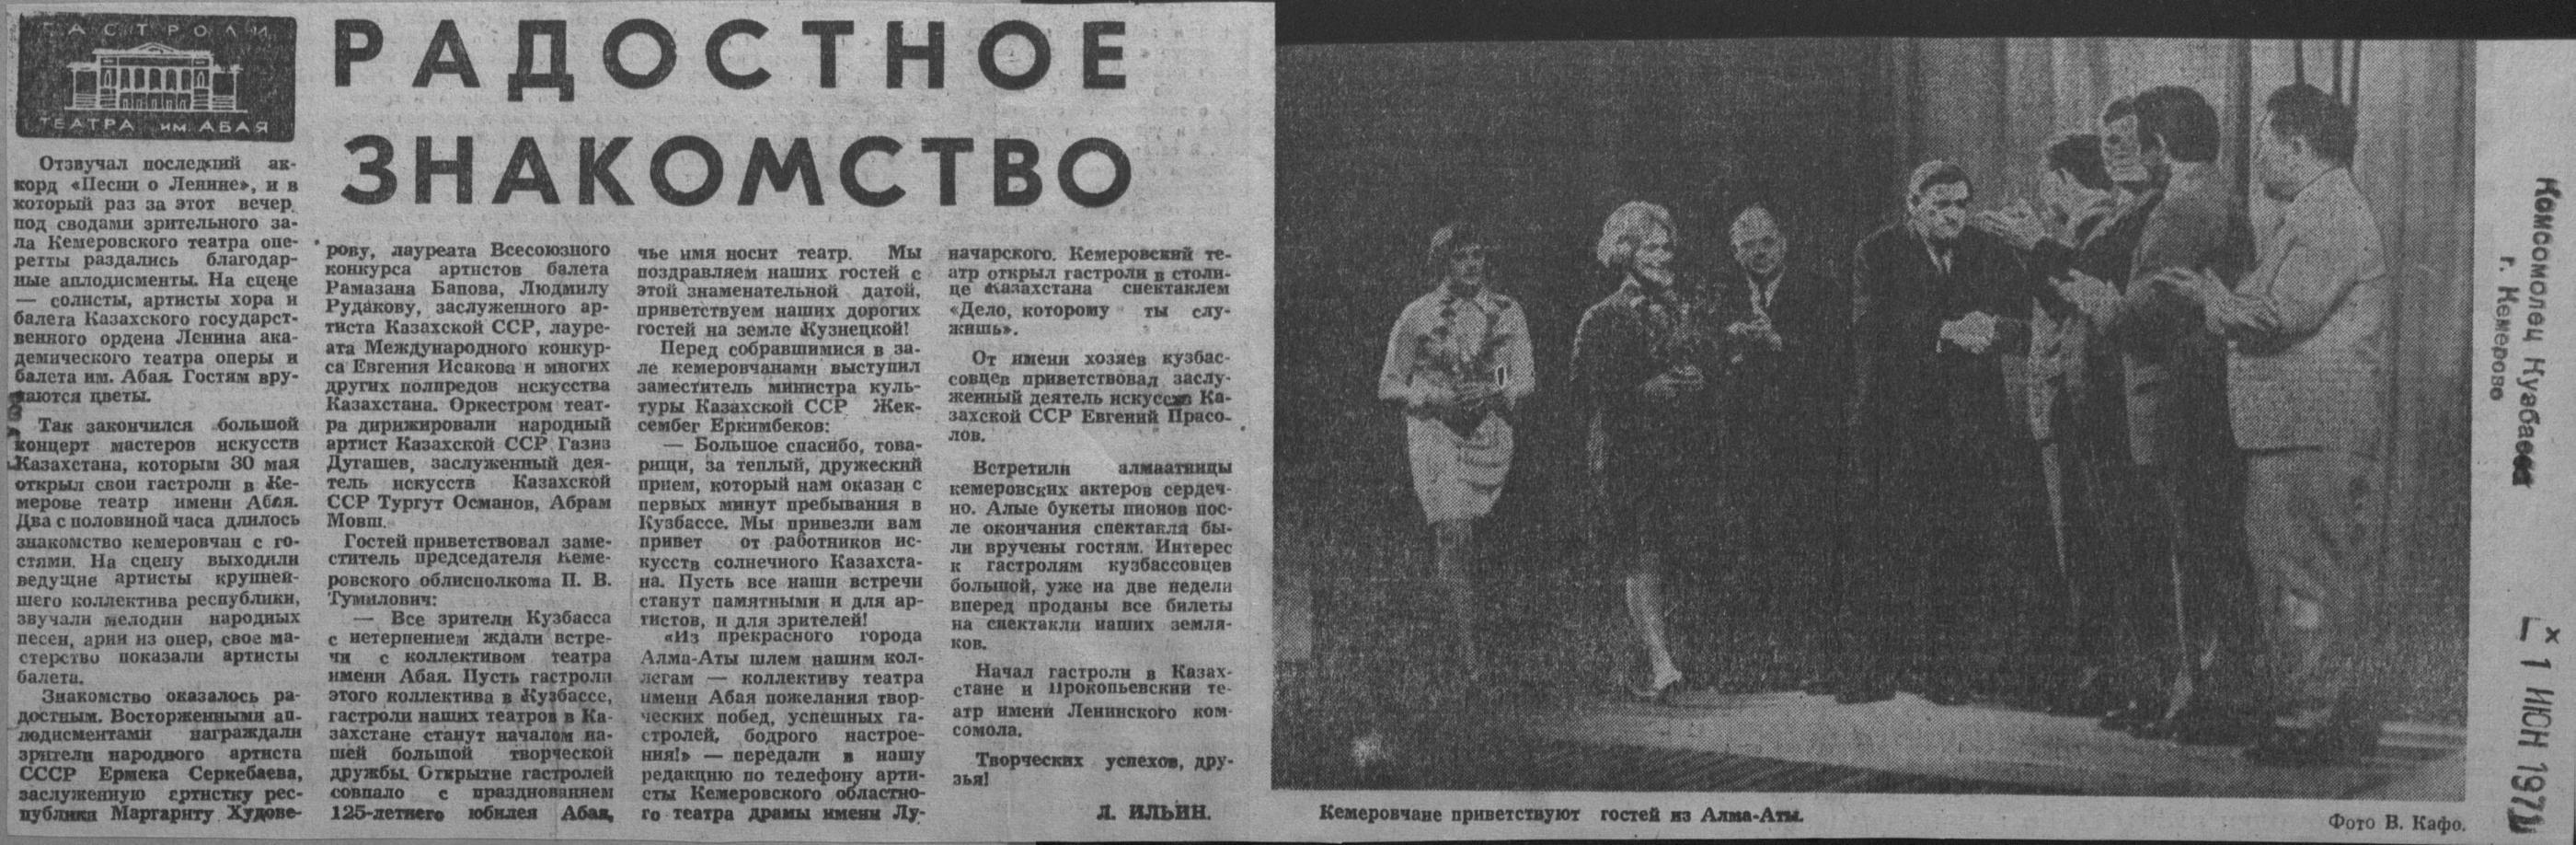 ГАСТРОЛИ
ТЕАТРА ИМ. АБАЯ
РАДОСТНОЕ
ЗНАКОМСТВО
Отзвучал последний ак-
корд «Песни о Ленине», и в
который раз за этот вечер
под сводами зрительного за-
ла Кемеровского театра опе-
ретты раздались благодар-
ные аплодисменты. На сцене
— солисты, артисты хора и
балета Казахского государст-
венного ордена Ленина ака-
демического театра оперы и
балета им. Абая. Гостям вру-
чаются цветы.
Так закончился большой
концерт мастеров искусств
Казахстана, которым 30 мая
открыл свои гастроли в Ке-
мерове театр имени Абая.
Два с половиной часа длилось
знакомство кемеровчан с го-
стями. На сцену выходили
ведущие артисты крупней-
шего коллектива республики,
звучали мелодии народных
песен, арии из опер, свое ма-
стерство показали артисты
балета.
Знакомство оказалось ра-
достным. Восторженными ап-
лодисментами награждали
зрители народного артиста
СССР Ермека Серкебаева,
заслуженную артистку рес-
публики Маргариту Худове-
рову, лауреата Всесоюзного
конкурса артистов балета
Рамазана Бапова, Людмилу
Рудакову, заслуженного ар-
тиста Казахской ССР, лауре-
ата Международного конкур-
са Евгения Исакова и многих
других полпредов искусства
Казахстана. Оркестром теат-
ра дирижировали народный
артист Казахской ССР Газиз
Дугашев, заслуженный дея-
тель искусств Казахской
ССР Тургут Османов, Абрам
Мовш.
Гостей приветствовал заме-
ститель председателя Кеме-
ровского облисполкома П. В.
Тумилович:
— Все зрители Кузбасса
с нетерпением ждали встре-
чи с коллективом театра
имени Абая. Пусть гастроли
этого коллектива в Кузбассе,
гастроли наших театров в Ка-
захстане станут началом на-
шей большой творческой
дружбы. Открытие гастролей
совпало с празднованием
125-летнего юбилея Абая,
чье имя носит театр. Мы
поздравляем наших гостей с
этой знаменательной датой,
приветствуем наших дорогих
гостей на земле Кузнецкой!
Перед собравшимися в за-
ле кемеровчанами выступил
заместитель министра куль-
туры Казахской ССР Жек-
сембег Еркимбеков:
— Большое спасибо, това-
рищи, за теплый, дружеский
прием, который нам оказан с
первых минут пребывания в
Кузбассе. Мы привезли вам
привет от работников ис-
кусств солнечного Казахста-
на. Пусть все наши встречи
станут памятными и для ар-
тистов, и для зрителей!
«Из прекрасного города
Алма-Аты шлем нашим кол-
легам — коллективу театра
имени Абая пожелания твор-
ческих побед, успешных га-
стролей, бодрого настрое-
ния!» — передали в нашу
редакцию по телефону арти-
сты Кемеровского областно-
го театра драмы имени Лу-
начарского. Кемеровский те-
атр открыл гастроли в столи-
це Казахстана спектаклем
«Дело, которому ты слу-
жишь».
От имени хозяев кузбас-
совцев приветствовал заслу-
женный деятель искусств Ка-
захской ССР Евгений Прасо-
лов.
Встретили алмаатинцы
кемеровских актеров сердеч-
но. Алые букеты пионов пос-
ле окончания спектакля бы-
ли вручены гостям. Интерес
к гастролям кузбассовцев
большой, уже на две недели
вперед проданы все билеты
на спектакли наших земля-
ков.
Начал гастроли в Казах-
стане и Прокопьевский те-
атр имени Ленинского ком-
сомола.
Творческих успехов, дру-
зья!
Л. ИЛЬИН.
Кемеровчане приветствуют гостей из Алма-Аты.
Фото В. Кафо.
Комсомолец Кузбасса
г. Кемерово
1 ИЮН 1971